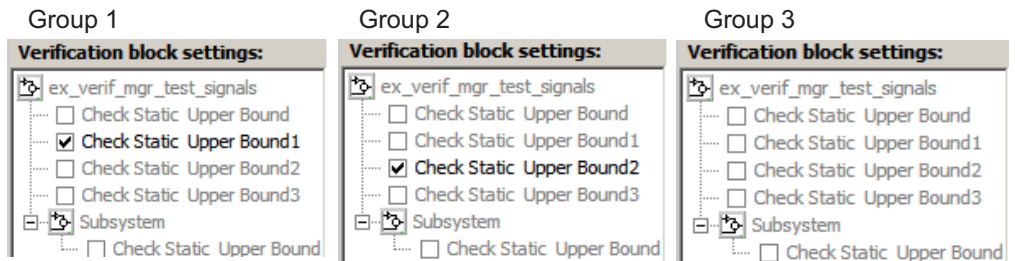 Group 1
Verification block settings:
ex_verif_mgr_test_signals
Check Static Upper Bound
Check Static Upper Bound1
Check Static Upper Bound2
Check Static Upper Bound3
Subsystem
Check Static Upper Bound
Group 2
Verification block settings:
ex_verif_mgr_test_signals
Check Static Upper Bound
Check Static Upper Bound1
Check Static Upper Bound2
Check Static Upper Bound3
Subsystem
Check Static Upper Bound
Group 3
Verification block settings:
ex_verif_mgr_test_signals
Check Static Upper Bound
Check Static Upper Bound1
Check Static Upper Bound2
Check Static Upper Bound3
Subsystem
Check Static Upper Bound